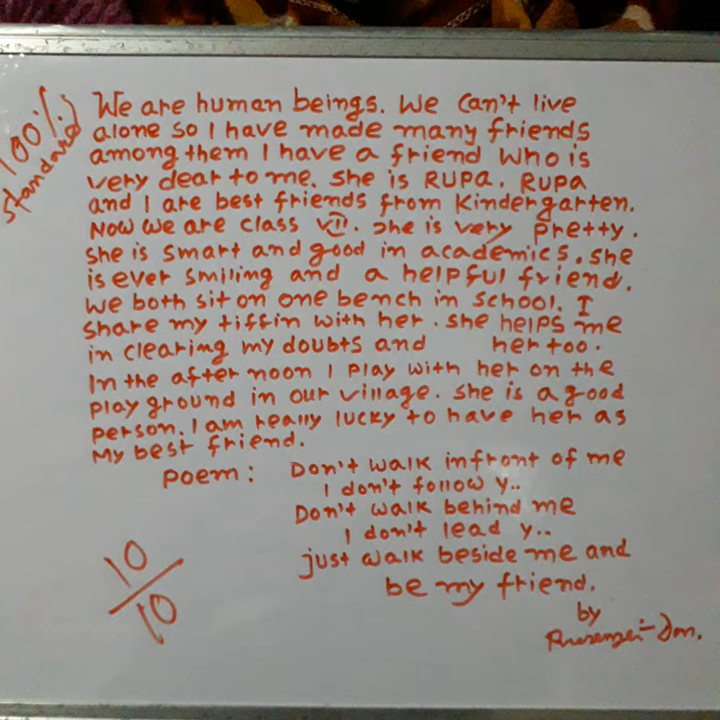 100% standard
We are human beings. We can't live
alone so I have made many friends
among them I have a friend who is
very dear to me. She is RUPA. RUPA
and I are best friends from Kindergarten.
Now we are class VII. She is very pretty.
She is smart and good in academics. She
is ever smiling and a helpful friend.
We both sit on one bench in school. I
share my tiffin with her. She helps me
in clearing my doubts and her too.
In the after noon I play with her on the
play ground in our village. She is a good
person. I am really lucky to have her as
My best friend.
Poem: Don't walk infront of me
I don't follow y..
Don't walk behind me
I don't lead y..
just walk beside me and
be my friend.
10/10
by